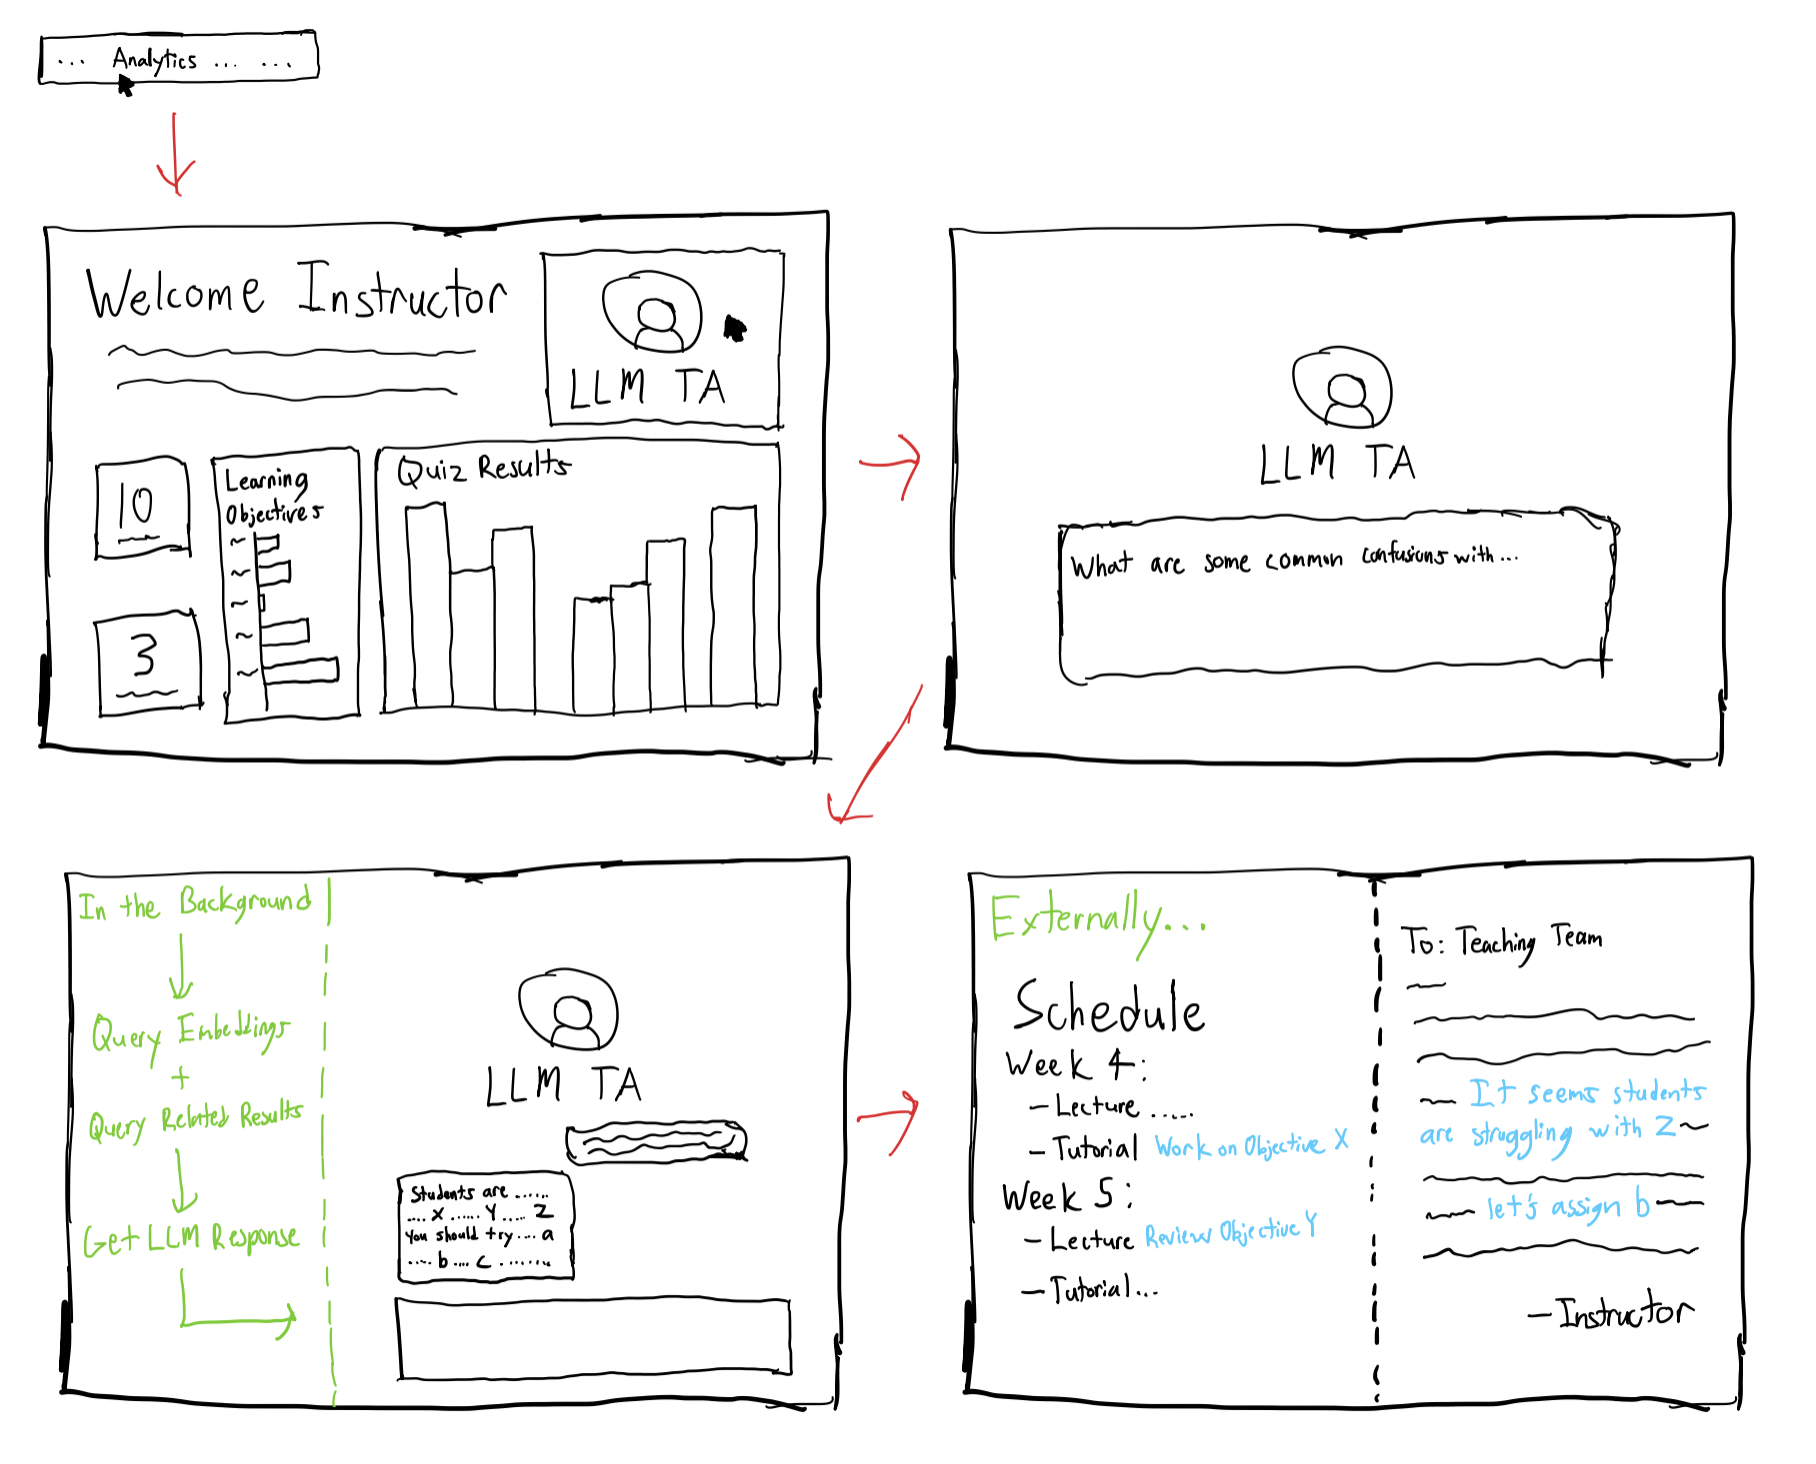 ... Analytics ... ...
Welcome Instructor
LLM TA
10
3
Learning
Objectives
Quiz Results
LLM TA
What are some common confusions with...
In the Background
Query Embeddings
+
Query Related Results
Get LLM Response
LLM TA
Students are ......
.... X ...... Y ..... Z
You should try .... a
..... b .... c ........
Externally...
Schedule
Week 4:
- Lecture .....
- Tutorial Work on Objective X
Week 5:
- Lecture Review Objective Y
- Tutorial...
To: Teaching Team
It seems students
are struggling with Z
let's assign b
- Instructor